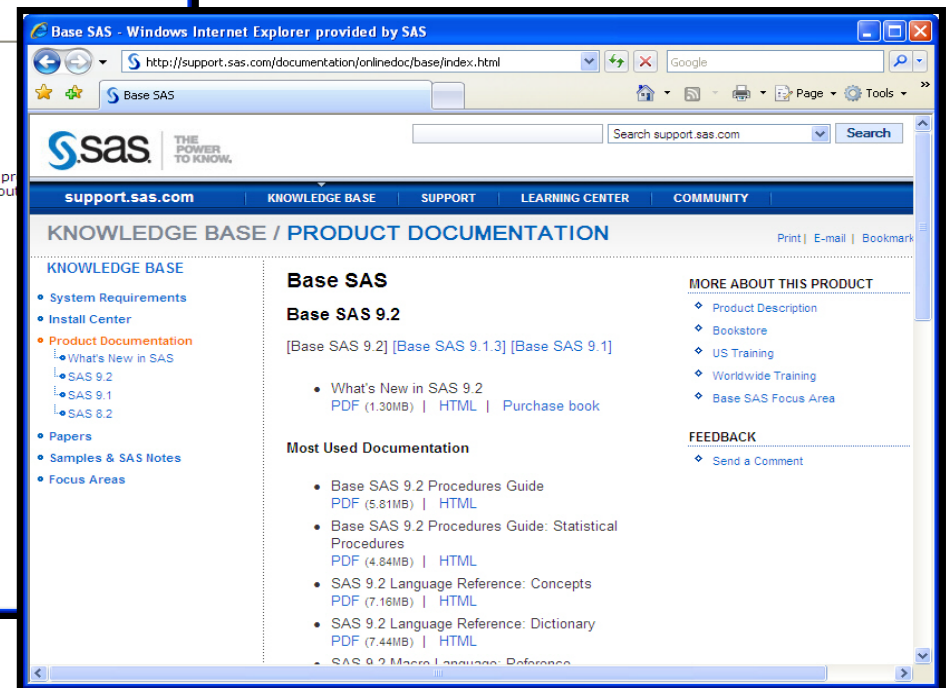 Base SAS - Windows Internet Explorer provided by SAS
http://support.sas.com/documentation/onlinedoc/base/index.html
Google
Base SAS
Page
Tools
»
sas
THE
POWER
TO KNOW.
Search support.sas.com
Search
support.sas.com
KNOWLEDGE BASE
SUPPORT
LEARNING CENTER
COMMUNITY
KNOWLEDGE BASE / PRODUCT DOCUMENTATION
Print | E-mail | Bookmark
KNOWLEDGE BASE
System Requirements
Install Center
Product Documentation
What's New in SAS
SAS 9.2
SAS 9.1
SAS 8.2
Papers
Samples & SAS Notes
Focus Areas
Base SAS
Base SAS 9.2
[Base SAS 9.2] [Base SAS 9.1.3] [Base SAS 9.1]
What's New in SAS 9.2
PDF (1.30MB) | HTML | Purchase book
Most Used Documentation
Base SAS 9.2 Procedures Guide
PDF (5.81MB) | HTML
Base SAS 9.2 Procedures Guide: Statistical
Procedures
PDF (4.84MB) | HTML
SAS 9.2 Language Reference: Concepts
PDF (7.16MB) | HTML
SAS 9.2 Language Reference: Dictionary
PDF (7.44MB) | HTML
SAS 9.2 Macro Language: Reference
MORE ABOUT THIS PRODUCT
Product Description
Bookstore
US Training
Worldwide Training
Base SAS Focus Area
FEEDBACK
Send a Comment